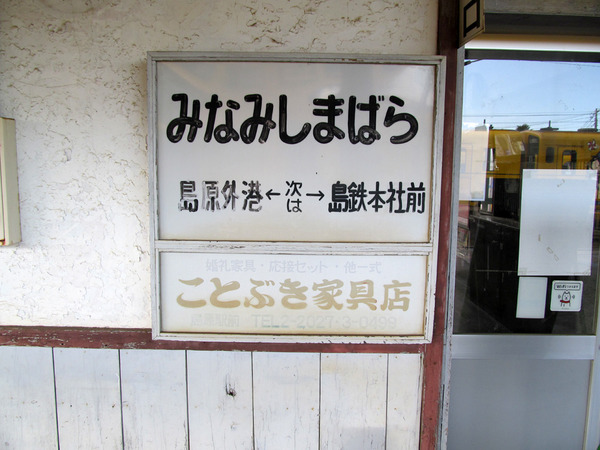 みなみしまばら
島原外港←次は→島鉄本社前
婚礼家具・応接セット・他一式
ことぶき家具店